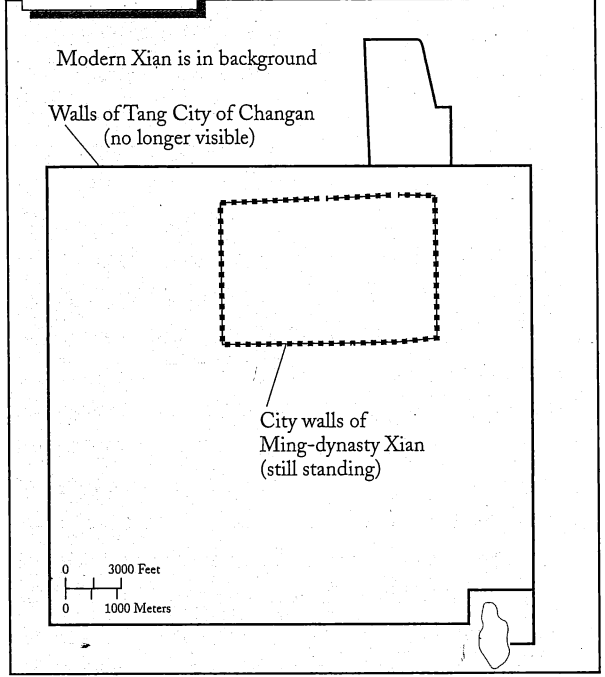 Modern Xian is in background
Walls of Tang City of Changan
(no longer visible)
City walls of
Ming-dynasty Xian
(still standing)
0 3000 Feet
0 1000 Meters